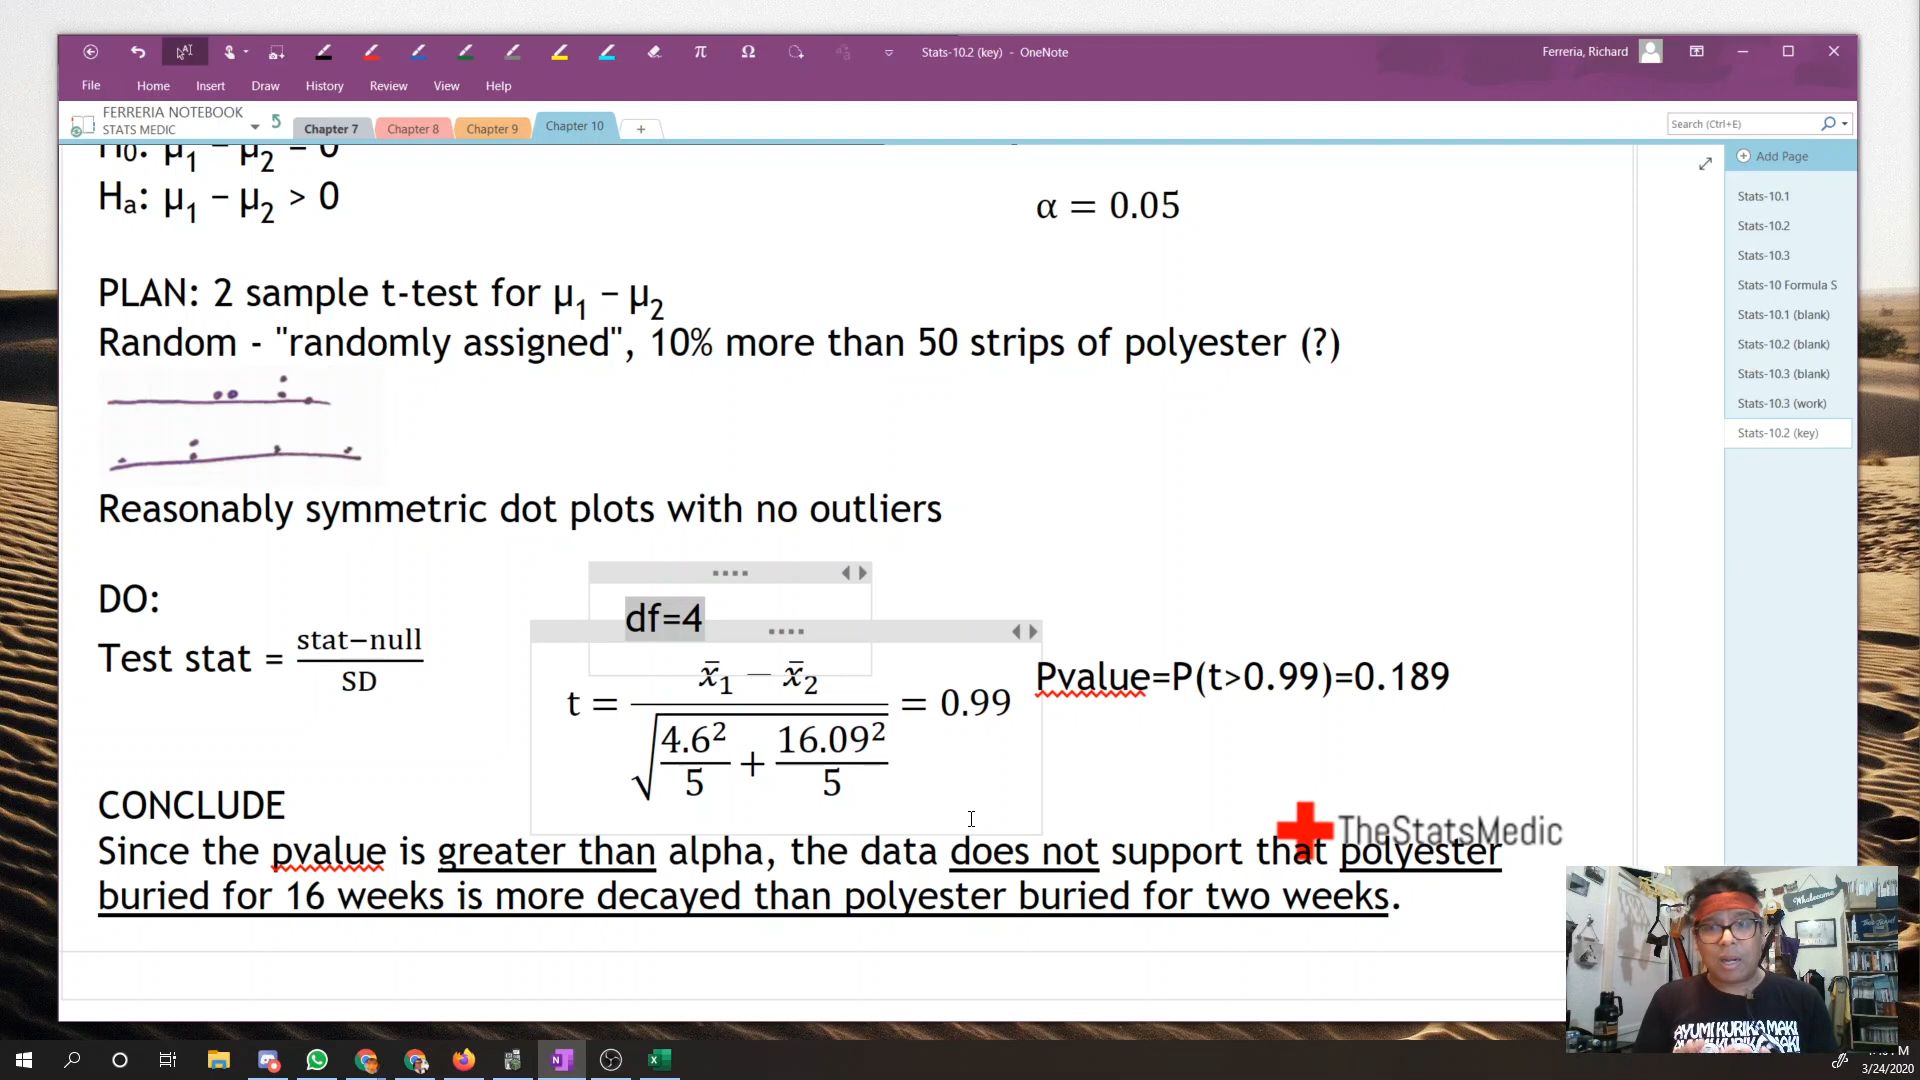 Stats-10.2 (key) - OneNote
Ferreria, Richard
File Home Insert Draw History Review View Help
FERRERIA NOTEBOOK
STATS MEDIC
Chapter 7 Chapter 8 Chapter 9 Chapter 10 +
Search (Ctrl+E)
Add Page
Stats-10.1
Stats-10.2
Stats-10.3
Stats-10 Formula S
Stats-10.1 (blank)
Stats-10.2 (blank)
Stats-10.3 (blank)
Stats-10.3 (work)
Stats-10.2 (key)
H₀: μ₁ − μ₂ = 0
Hₐ: μ₁ − μ₂ > 0
α = 0.05
PLAN: 2 sample t-test for μ₁ − μ₂
Random - "randomly assigned", 10% more than 50 strips of polyester (?)
Reasonably symmetric dot plots with no outliers
DO:
df=4
Test stat = stat−null
SD
t = x̄₁ − x̄₂ = 0.99
√ 4.6² + 16.09²
5 5
Pvalue=P(t>0.99)=0.189
CONCLUDE
TheStatsMedic
Since the pvalue is greater than alpha, the data does not support that polyester
buried for 16 weeks is more decayed than polyester buried for two weeks.
AYUMI KURIKA MAKI
3/24/2020